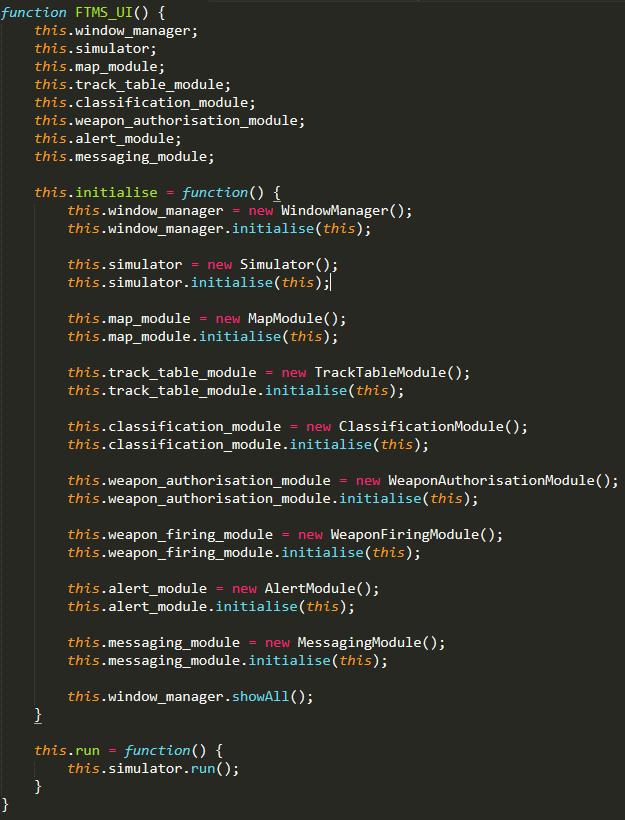 function FTMS_UI() {
    this.window_manager;
    this.simulator;
    this.map_module;
    this.track_table_module;
    this.classification_module;
    this.weapon_authorisation_module;
    this.alert_module;
    this.messaging_module;

    this.initialise = function() {
        this.window_manager = new WindowManager();
        this.window_manager.initialise(this);

        this.simulator = new Simulator();
        this.simulator.initialise(this);

        this.map_module = new MapModule();
        this.map_module.initialise(this);

        this.track_table_module = new TrackTableModule();
        this.track_table_module.initialise(this);

        this.classification_module = new ClassificationModule();
        this.classification_module.initialise(this);

        this.weapon_authorisation_module = new WeaponAuthorisationModule();
        this.weapon_authorisation_module.initialise(this);

        this.weapon_firing_module = new WeaponFiringModule();
        this.weapon_firing_module.initialise(this);

        this.alert_module = new AlertModule();
        this.alert_module.initialise(this);

        this.messaging_module = new MessagingModule();
        this.messaging_module.initialise(this);

        this.window_manager.showAll();
    }

    this.run = function() {
        this.simulator.run();
    }
}